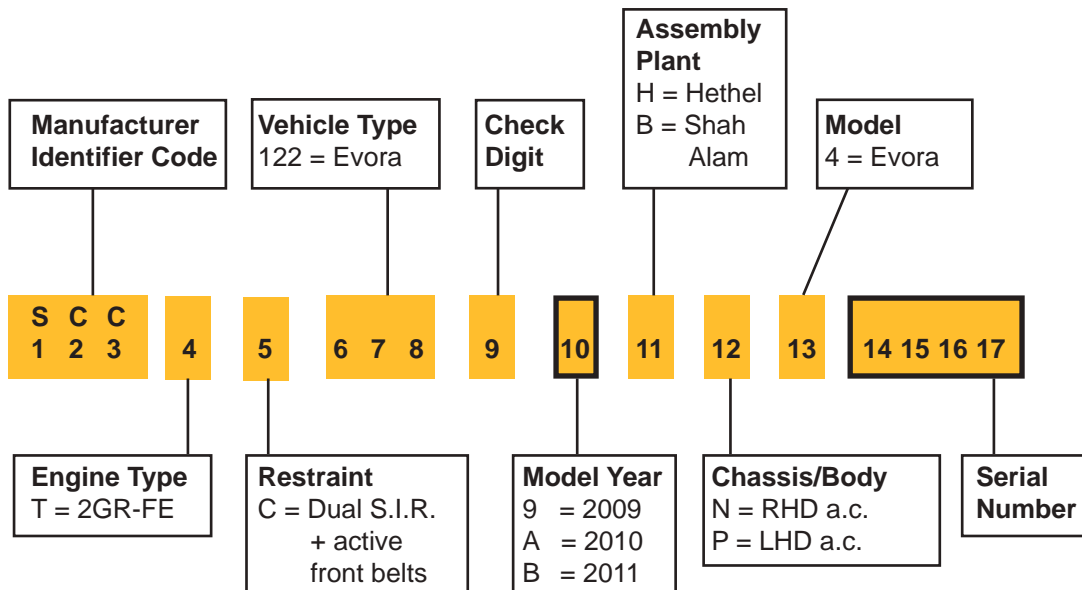 Assembly
Plant
H = Hethel
B = Shah
Alam
Manufacturer
Identifier Code
Vehicle Type
122 = Evora
Check
Digit
Model
4 = Evora
S C C
1 2 3 4 5 6 7 8 9 10 11 12 13 14 15 16 17
Engine Type
T = 2GR-FE
Restraint
C = Dual S.I.R.
+ active
front belts
Model Year
9 = 2009
A = 2010
B = 2011
Chassis/Body
N = RHD a.c.
P = LHD a.c.
Serial
Number